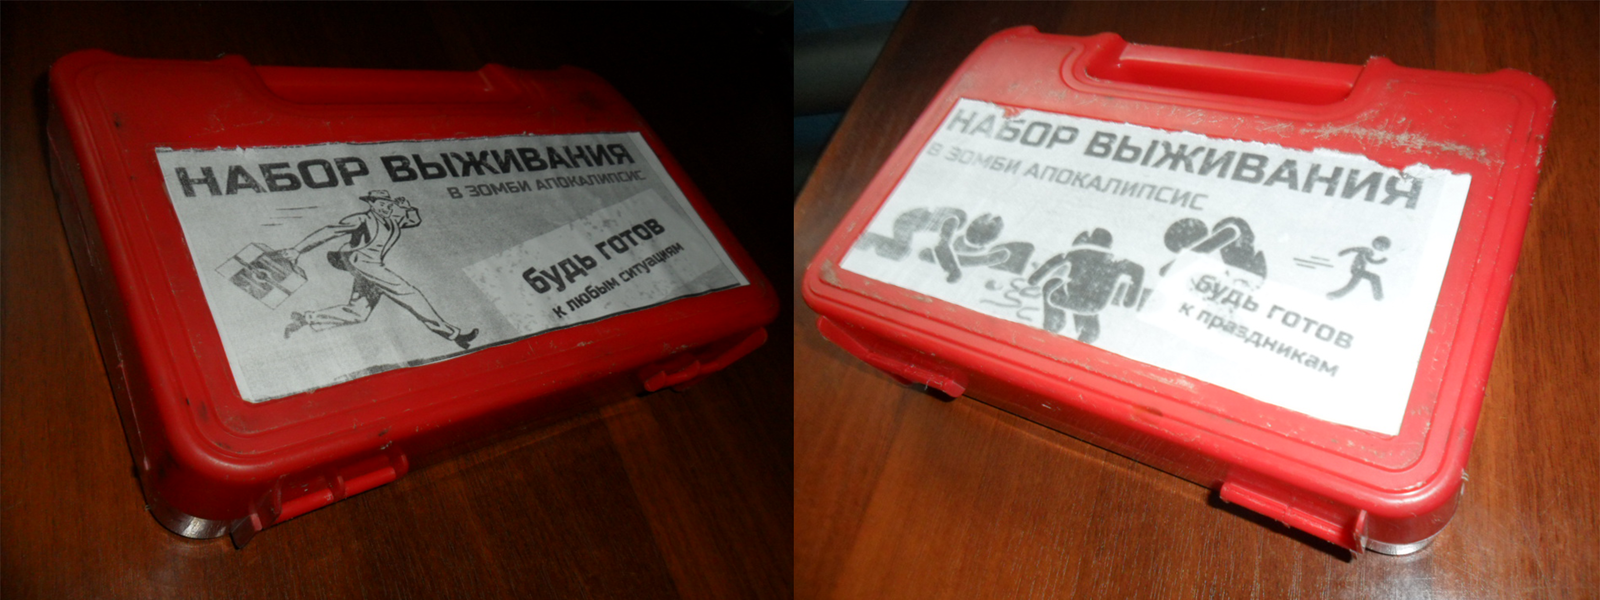 НАБОР ВЫЖИВАНИЯ
В ЗОМБИ АПОКАЛИПСИС
будь готов
к любым ситуациям
НАБОР ВЫЖИВАНИЯ
В ЗОМБИ АПОКАЛИПСИС
будь готов
к праздникам